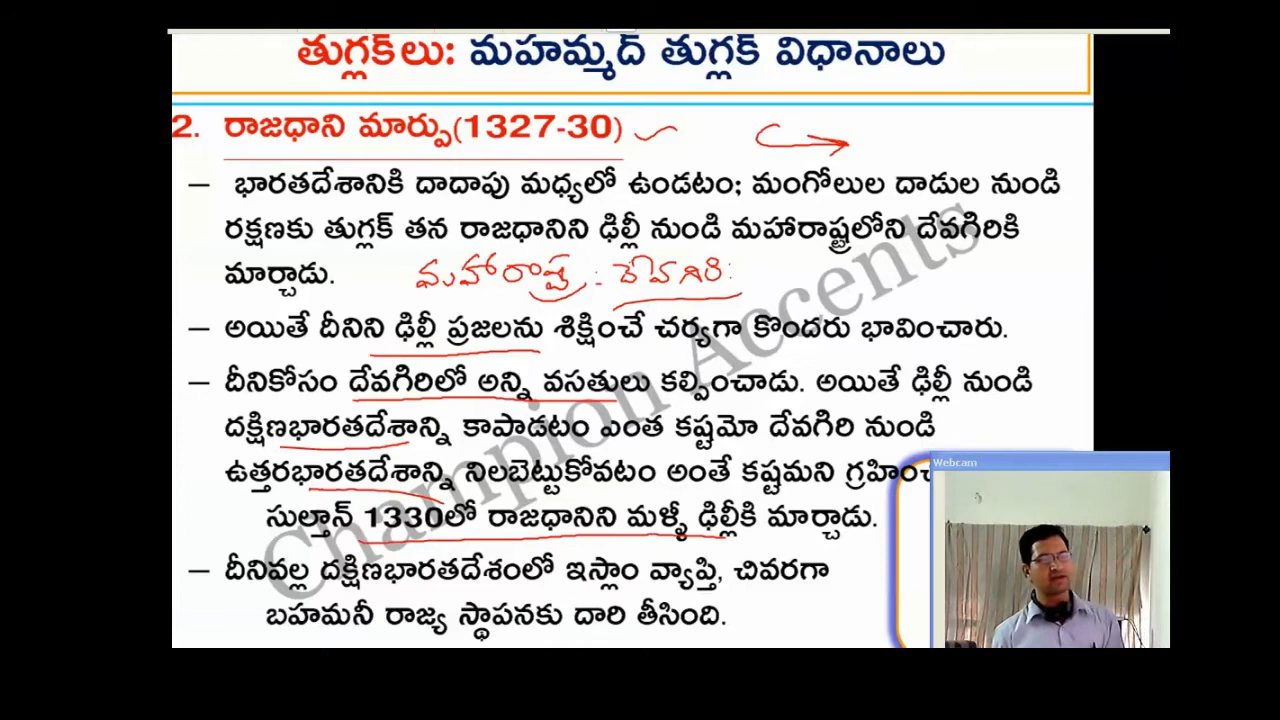 తుగ్లక్‌లు: మహమ్మద్ తుగ్లక్ విధానాలు
2. రాజధాని మార్పు(1327-30)
– భారతదేశానికి దాదాపు మధ్యలో ఉండటం; మంగోలుల దాడుల నుండి
రక్షణకు తుగ్లక్ తన రాజధానిని ఢిల్లీ నుండి మహారాష్ట్రలోని దేవగిరికి
మార్చాడు. మహారాష్ట్ర : దేవగిరి :
– అయితే దీనిని ఢిల్లీ ప్రజలను శిక్షించే చర్యగా కొందరు భావించారు.
– దీనికోసం దేవగిరిలో అన్ని వసతులు కల్పించాడు. అయితే ఢిల్లీ నుండి
దక్షిణభారతదేశాన్ని కాపాడటం ఎంత కష్టమో దేవగిరి నుండి
ఉత్తరభారతదేశాన్ని నిలబెట్టుకోవటం అంతే కష్టమని
సుల్తాన్ 1330లో రాజధానిని మళ్ళీ ఢిల్లీకి మార్చాడు.
– దీనివల్ల దక్షిణభారతదేశంలో ఇస్లాం వ్యాప్తి, చివరగా
బహమనీ రాజ్య స్థాపనకు దారి తీసింది.
Champion Accents
Webcam